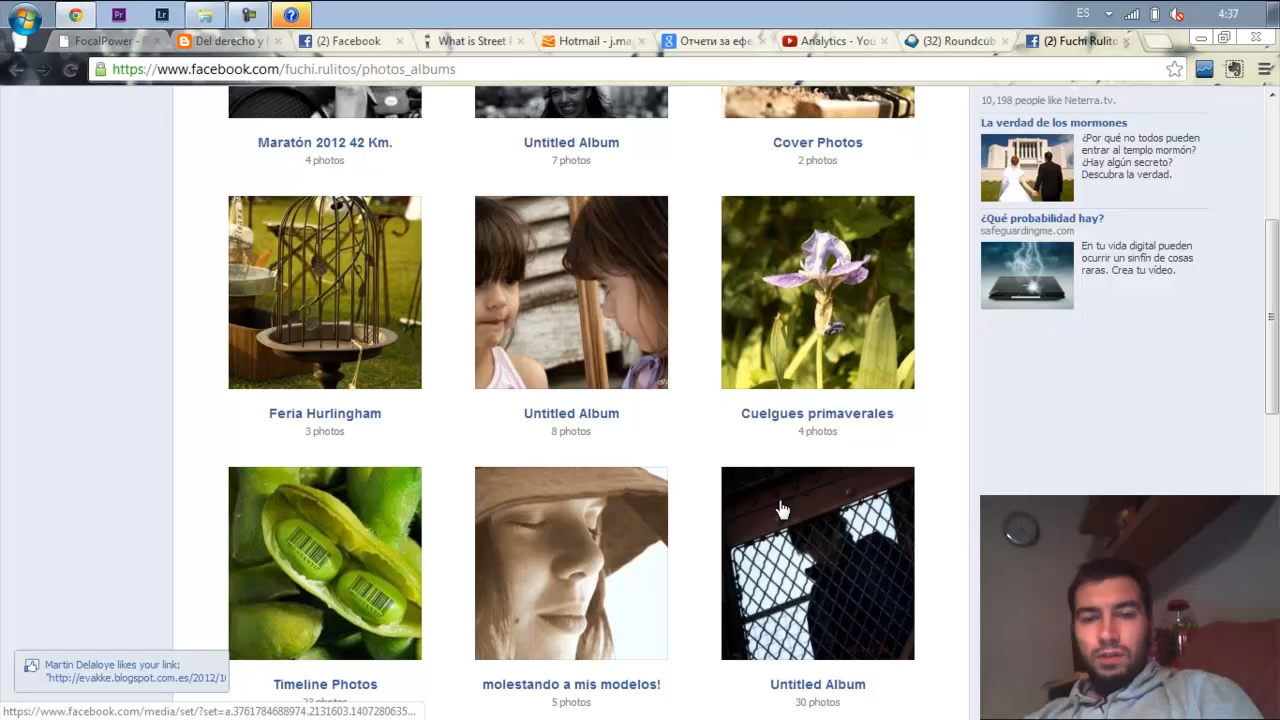 ES 4:37
FocalPower - F
Del derecho y
(2) Facebook
What is Street
Hotmail - j.ma
Отчети за ефе
Analytics - You
(32) Roundcub
(2) Fuchi Rulito
https://www.facebook.com/fuchi.rulitos/photos_albums
10,198 people like Neterra.tv.
La verdad de los mormones
¿Por qué no todos pueden
entrar al templo mormón?
¿Hay algún secreto?
Descubra la verdad.
Maratón 2012 42 Km.
4 photos
Untitled Album
7 photos
Cover Photos
2 photos
¿Qué probabilidad hay?
safeguardingme.com
En tu vida digital pueden
ocurrir un sinfín de cosas
raras. Crea tu vídeo.
Feria Hurlingham
3 photos
Untitled Album
8 photos
Cuelgues primaverales
4 photos
MONSANTO
MONSANTO
Martin Delaloye likes your link:
"http://evakke.blogspot.com.es/2012/1
Timeline Photos
photos
molestando a mis modelos!
5 photos
Untitled Album
30 photos
https://www.facebook.com/media/set/?set=a.3761784688974.2131603.1407280635...